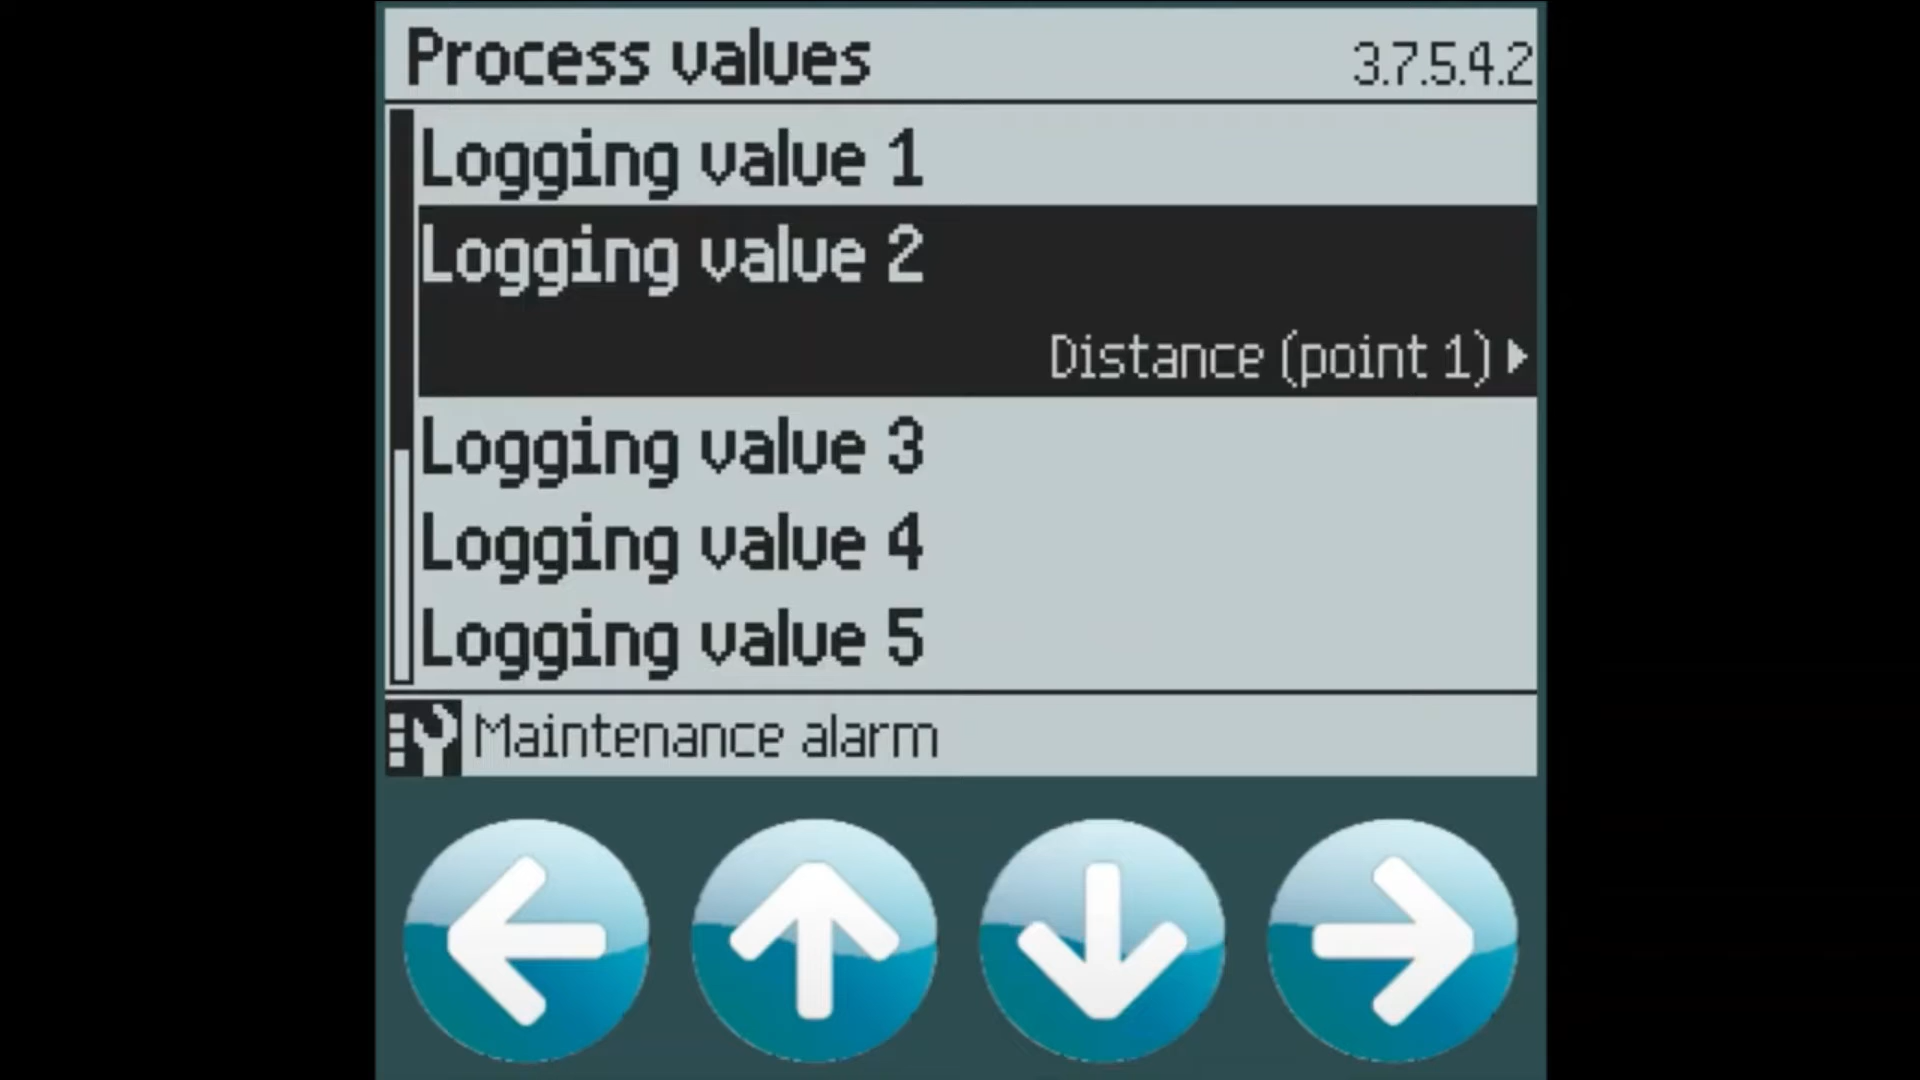 Process values 3.7.5.4.2
Logging value 1
Logging value 2
Distance (point 1)
Logging value 3
Logging value 4
Logging value 5
Maintenance alarm